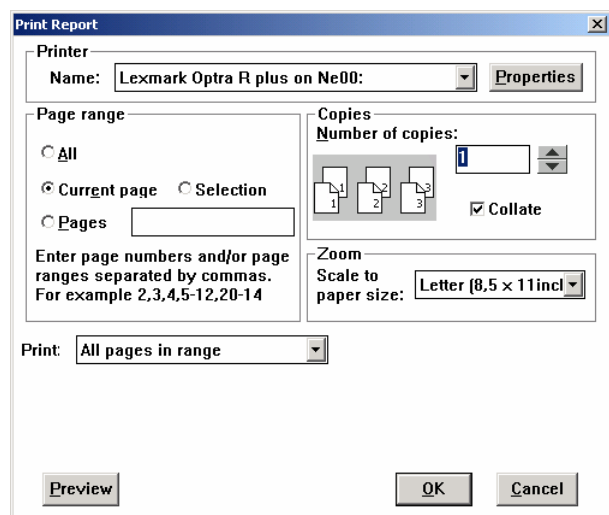 Print Report
Printer
Name: Lexmark Optra R plus on Ne00: Properties
Page range
All
Current page Selection
Pages
Enter page numbers and/or page
ranges separated by commas.
For example 2,3,4,5-12,20-14
Copies
Number of copies:
1
1 2 3
1 2 3
Collate
Zoom
Scale to
paper size: Letter (8,5 x 11incl
Print: All pages in range
Preview OK Cancel